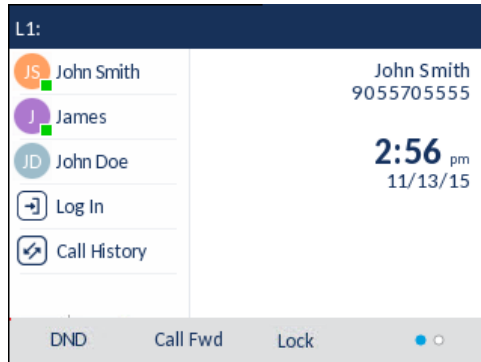 L1:
JS John Smith
J James
JD John Doe
Log In
Call History
John Smith
9055705555
2:56 pm
11/13/15
DND Call Fwd Lock